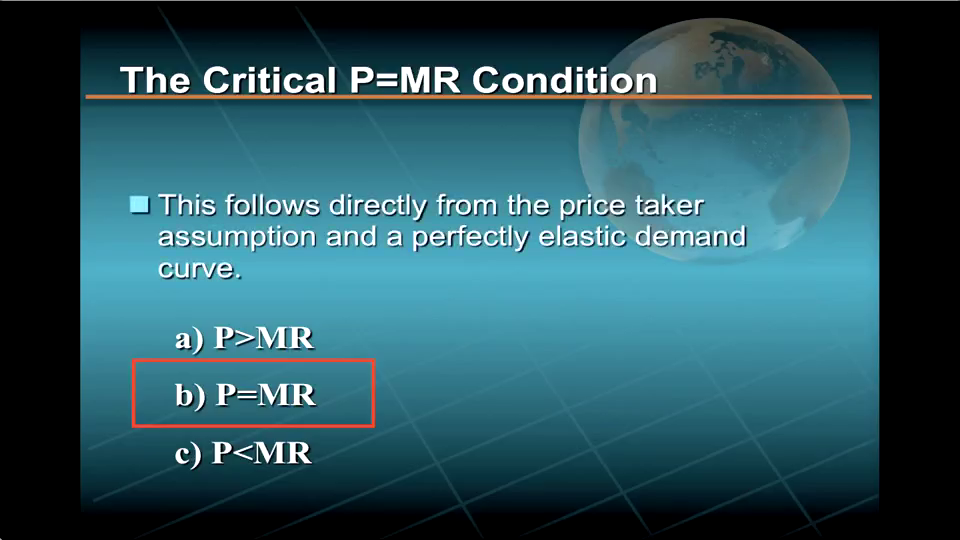 The Critical P=MR Condition
This follows directly from the price taker
assumption and a perfectly elastic demand
curve.
a) P>MR
b) P=MR
c) P<MR